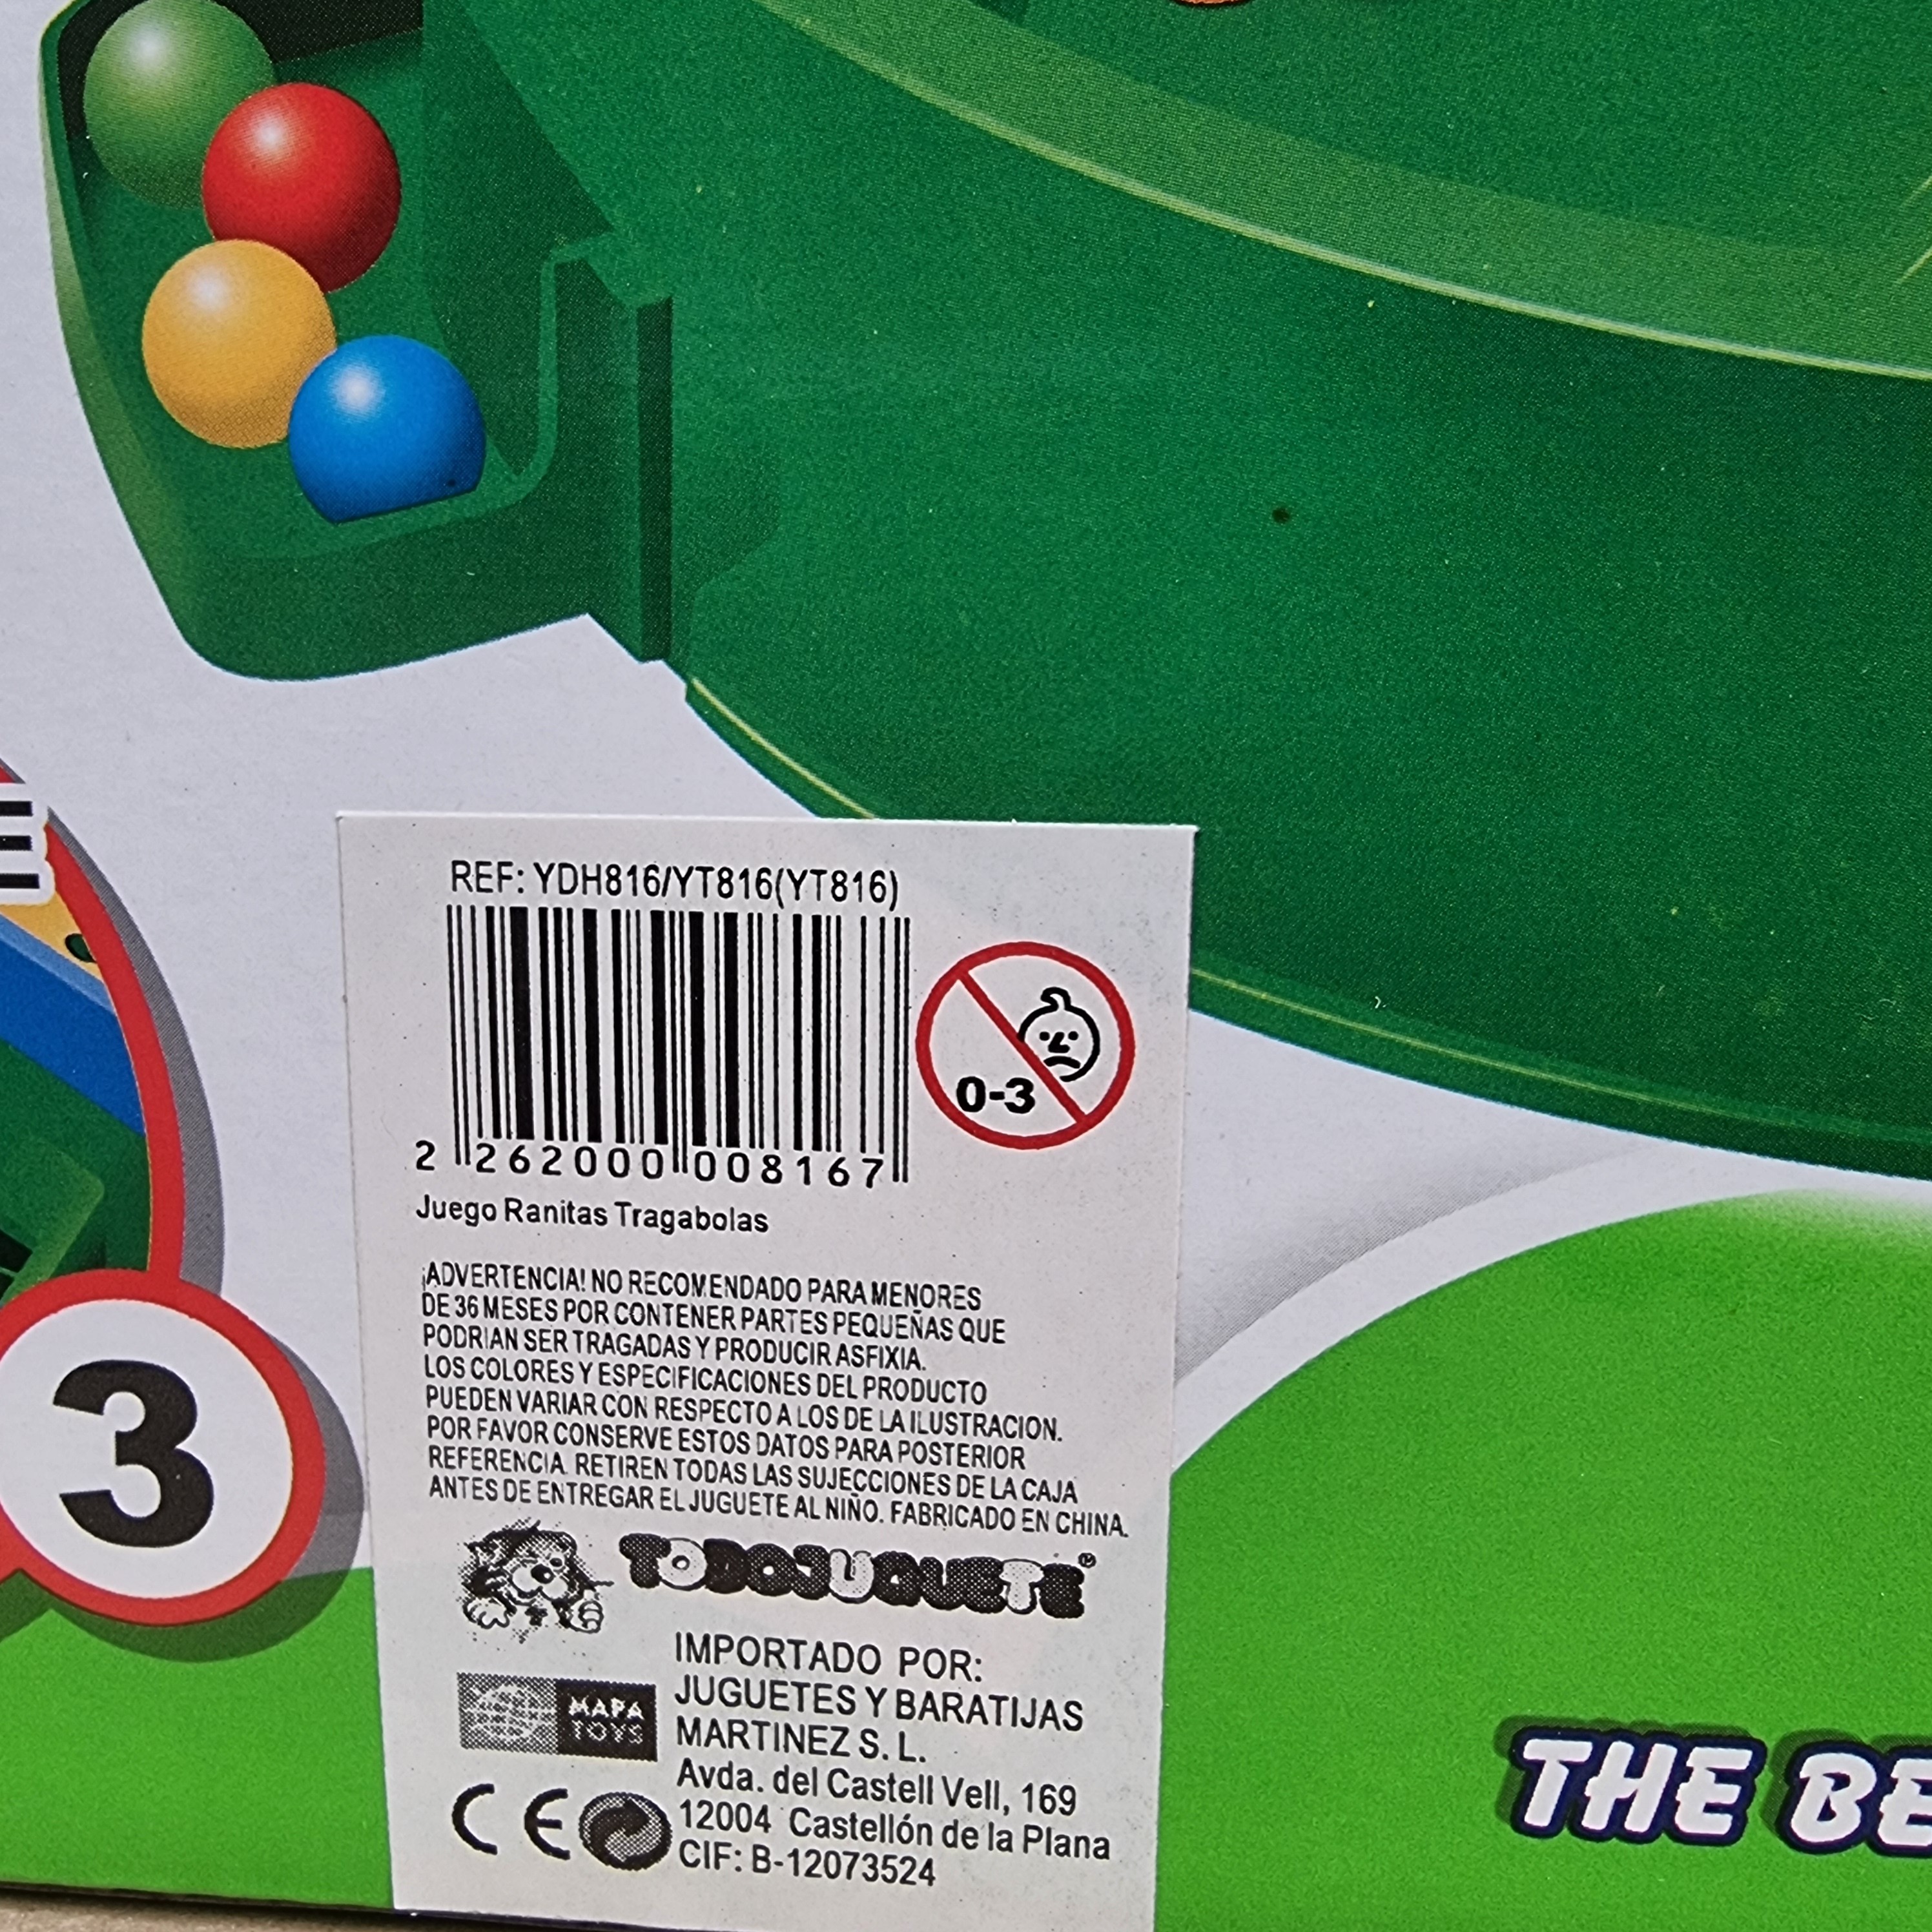 REF: YDH816/YT816(YT816)
0-3
2 262000 008167
Juego Ranitas Tragabolas
¡ADVERTENCIA! NO RECOMENDADO PARA MENORES
DE 36 MESES POR CONTENER PARTES PEQUEÑAS QUE
PODRIAN SER TRAGADAS Y PRODUCIR ASFIXIA.
LOS COLORES Y ESPECIFICACIONES DEL PRODUCTO
PUEDEN VARIAR CON RESPECTO A LOS DE LA ILUSTRACION.
POR FAVOR CONSERVE ESTOS DATOS PARA POSTERIOR
REFERENCIA. RETIREN TODAS LAS SUJECCIONES DE LA CAJA
ANTES DE ENTREGAR EL JUGUETE AL NIÑO. FABRICADO EN CHINA.
TODOJUGUETE®
IMPORTADO POR:
JUGUETES Y BARATIJAS
MARTINEZ S. L.
Avda. del Castell Vell, 169
12004 Castellón de la Plana
CIF: B-12073524
MAPA
TOYS
CE
3
E
THE BE